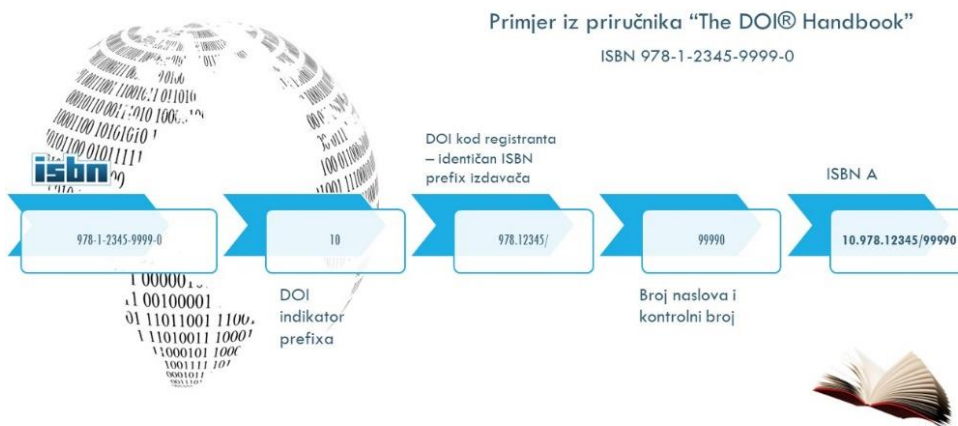 Primjer iz priručnika “The DOI® Handbook”
ISBN 978-1-2345-9999-0
DOI kod registranta
– identičan ISBN
prefix izdavača
ISBN A
isbn
978-1-2345-9999-0
10
978.12345/
99990
10.978.12345/99990
DOI
indikator
prefixa
Broj naslova i
kontrolni broj